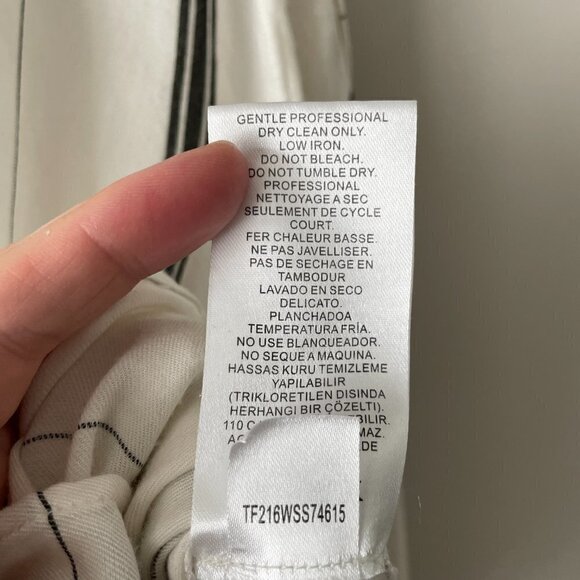 GENTLE PROFESSIONAL
DRY CLEAN ONLY.
LOW IRON.
DO NOT BLEACH.
DO NOT TUMBLE DRY.
PROFESSIONAL
NETTOYAGE A SEC
SEULEMENT DE CYCLE
COURT.
FER CHALEUR BASSE.
NE PAS JAVELLISER.
PAS DE SECHAGE EN
TAMBODUR
LAVADO EN SECO
DELICATO.
PLANCHADOA
TEMPERATURA FRÍA.
NO USE BLANQUEADOR.
NO SEQUE A MAQUINA.
HASSAS KURU TEMIZLEME
YAPILABILIR
(TRIKLORETILEN DISINDA
HERHANGI BIR ÇÖZELTI).
110
TF216WSS74615